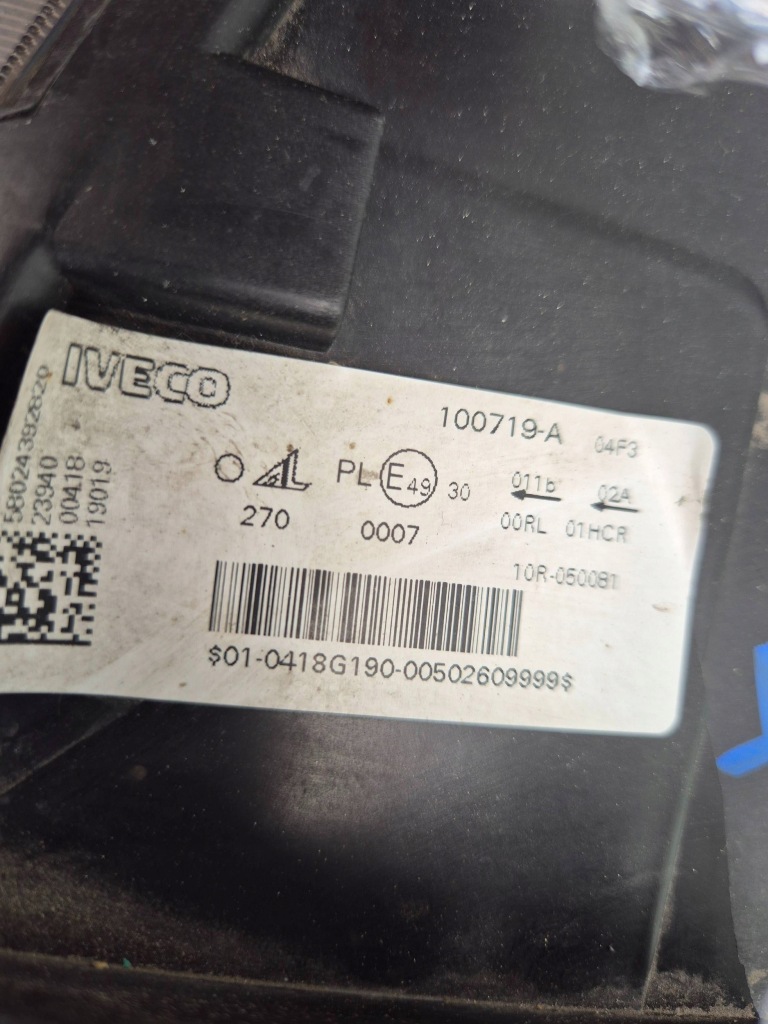 IVECO
100719-A
04F3
PL E49 30
011b
02A
270
0007
00RL 01HCR
10R-050081
$01-0418G190-00502609999$
23940
00418
19019